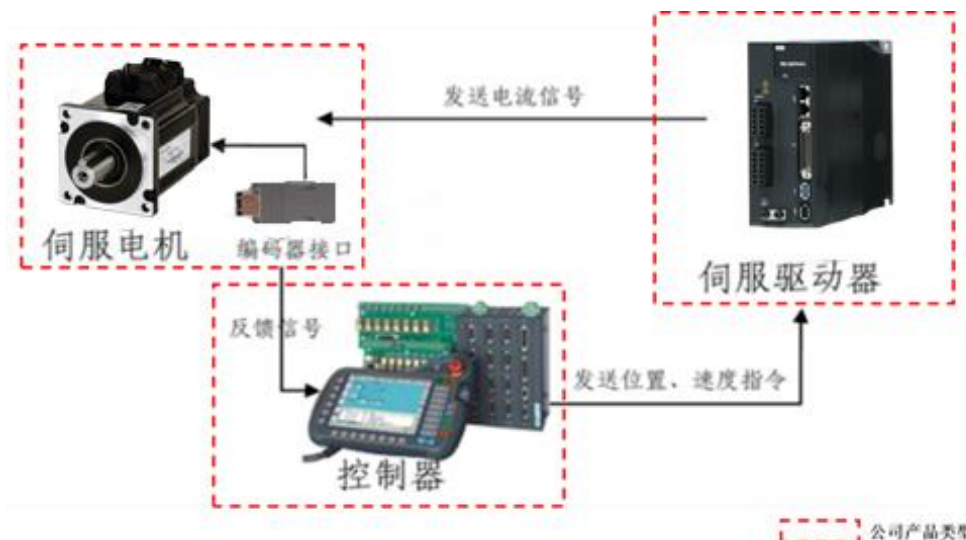 发送电流信号
伺服电机
编码器接口
伺服驱动器
反馈信号
发送位置、速度指令
控制器
公司产品类型